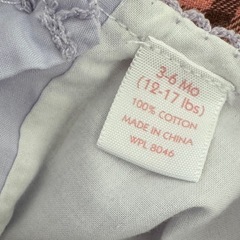 3-6 Mo
(12-17 lbs)
100% COTTON
MADE IN CHINA
WPL 8046